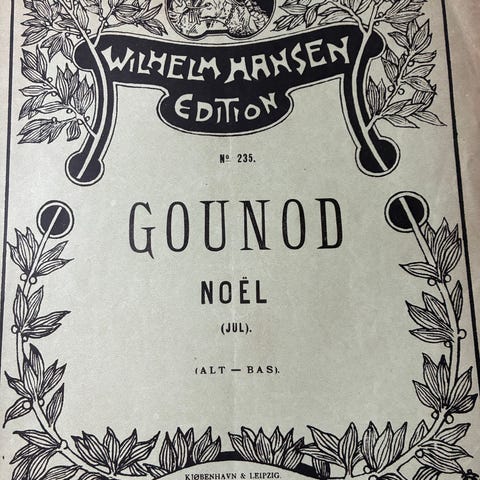 WILHELM HANSEN
EDITION
Nº 235.
GOUNOD
NOËL
(JUL).
(ALT — BAS).
KJØBENHAVN & LEIPZIG.